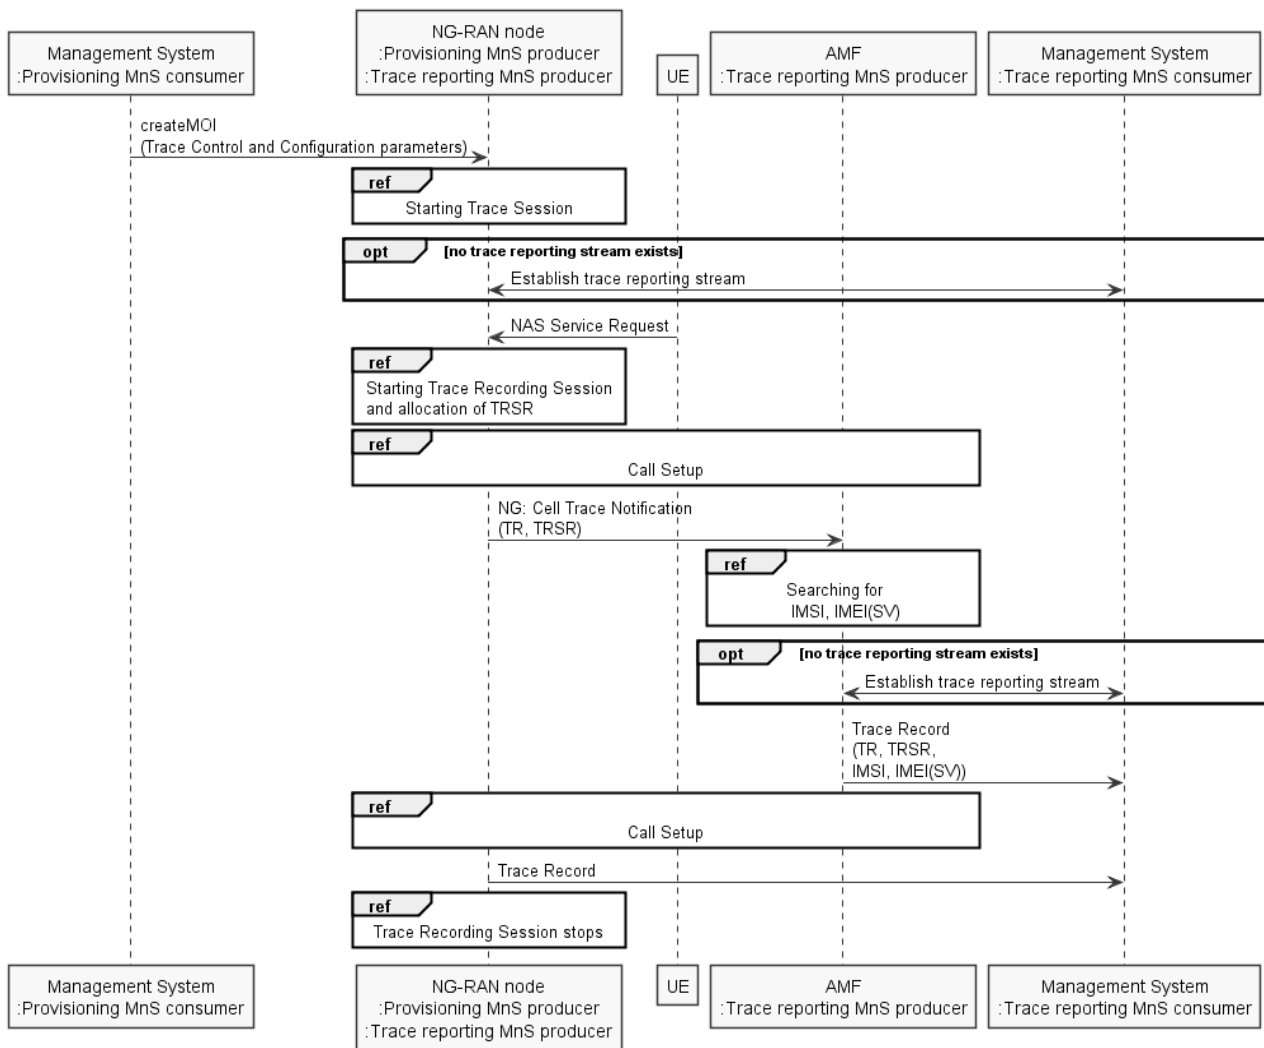 Management System
:Provisioning MnS consumer
NG-RAN node
:Provisioning MnS producer
:Trace reporting MnS producer
UE
AMF
:Trace reporting MnS producer
Management System
:Trace reporting MnS consumer
createMOI
(Trace Control and Configuration parameters)
ref
Starting Trace Session
opt
[no trace reporting stream exists]
Establish trace reporting stream
NAS Service Request
ref
Starting Trace Recording Session
and allocation of TRSR
ref
Call Setup
NG: Cell Trace Notification
(TR, TRSR)
ref
Searching for
IMSI, IMEI(SV)
opt
[no trace reporting stream exists]
Establish trace reporting stream
Trace Record
(TR, TRSR,
IMSI, IMEI(SV))
ref
Call Setup
Trace Record
ref
Trace Recording Session stops
Management System
:Provisioning MnS consumer
NG-RAN node
:Provisioning MnS producer
:Trace reporting MnS producer
UE
AMF
:Trace reporting MnS producer
Management System
:Trace reporting MnS consumer